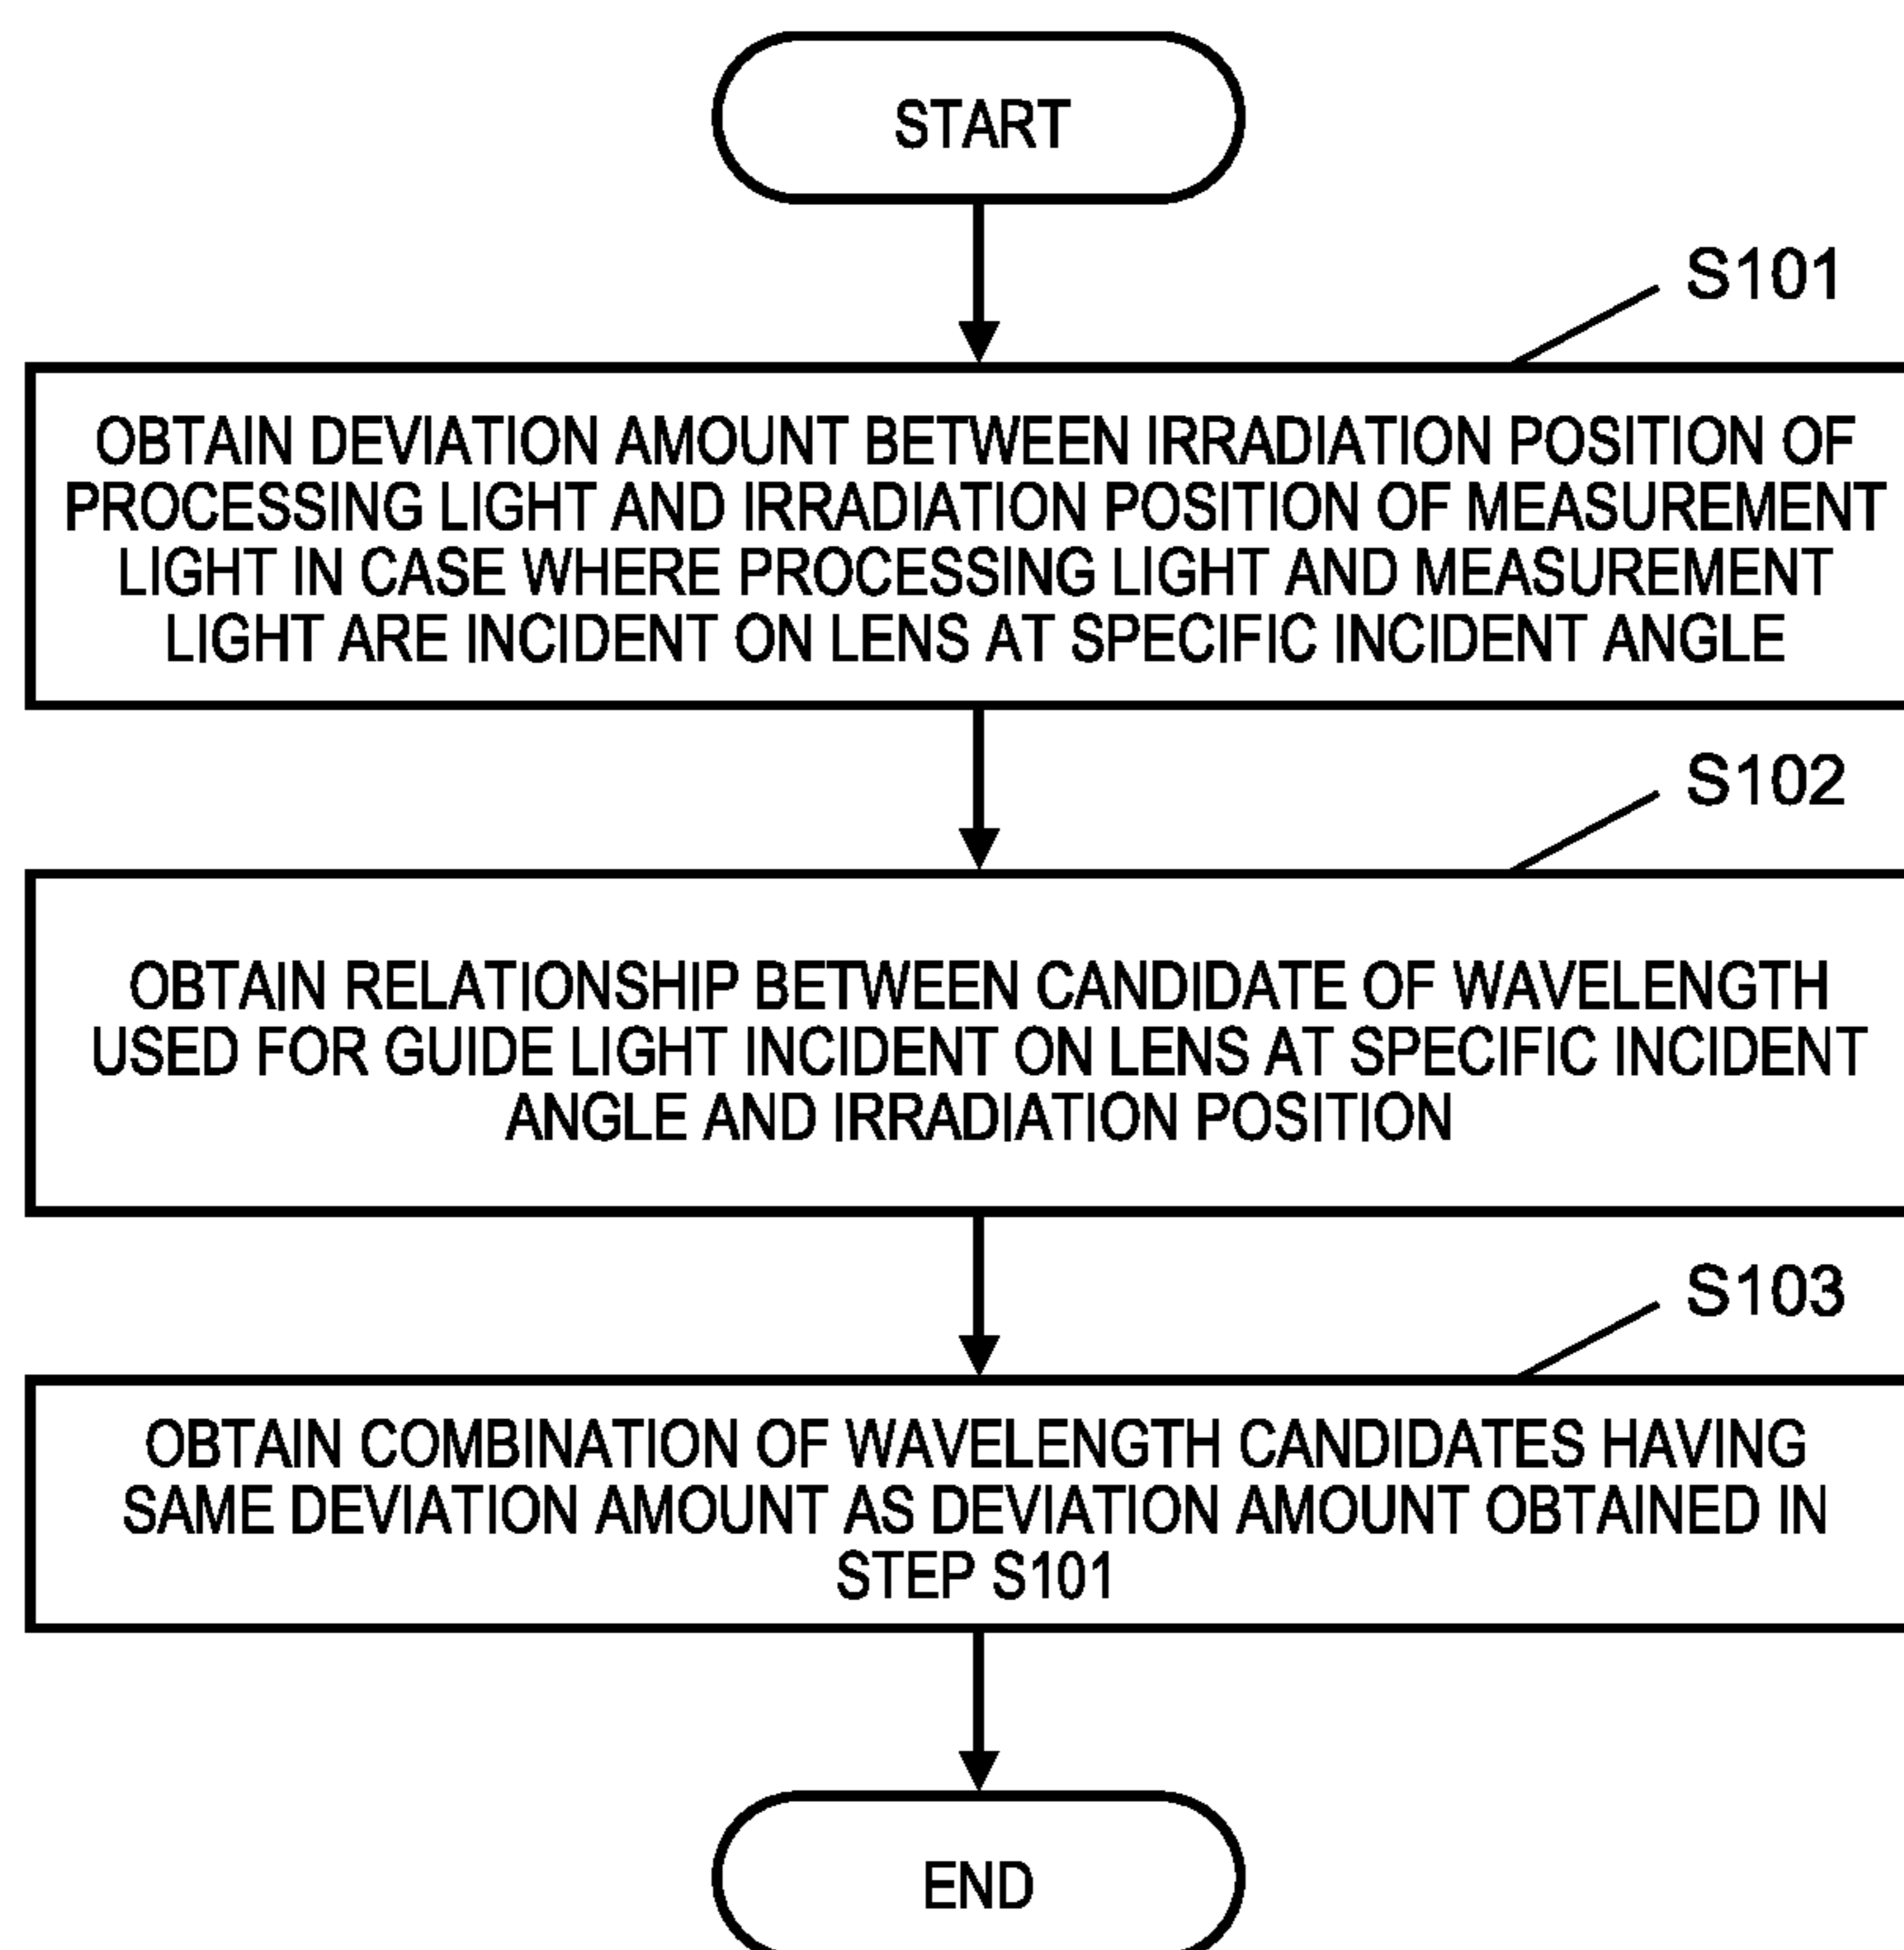 START
S101
OBTAIN DEVIATION AMOUNT BETWEEN IRRADIATION POSITION OF
PROCESSING LIGHT AND IRRADIATION POSITION OF MEASUREMENT
LIGHT IN CASE WHERE PROCESSING LIGHT AND MEASUREMENT
LIGHT ARE INCIDENT ON LENS AT SPECIFIC INCIDENT ANGLE
S102
OBTAIN RELATIONSHIP BETWEEN CANDIDATE OF WAVELENGTH
USED FOR GUIDE LIGHT INCIDENT ON LENS AT SPECIFIC INCIDENT
ANGLE AND IRRADIATION POSITION
S103
OBTAIN COMBINATION OF WAVELENGTH CANDIDATES HAVING
SAME DEVIATION AMOUNT AS DEVIATION AMOUNT OBTAINED IN
STEP S101
END